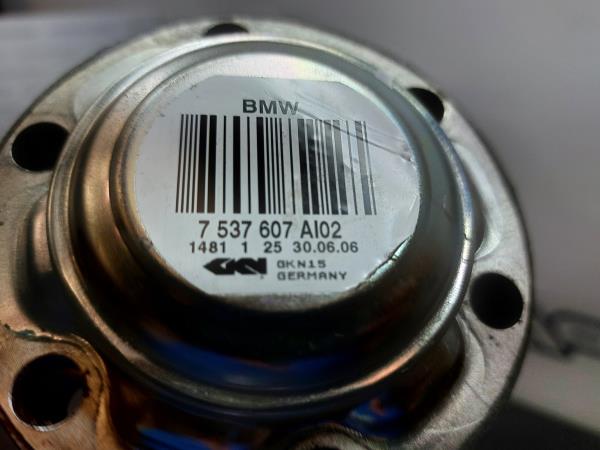 BMW
7 537 607 AI02
1481 1 25 30.06.06
GKN GKN15
GERMANY